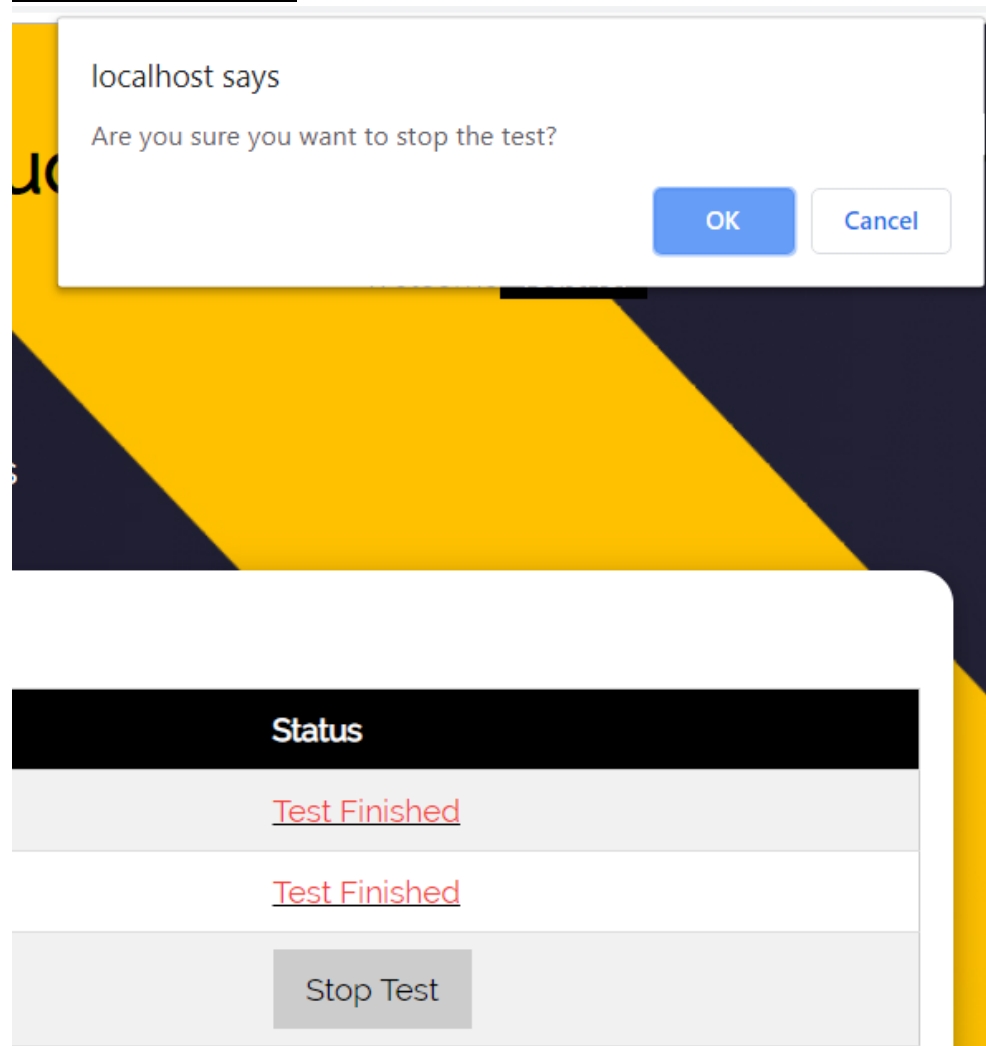 localhost says
Are you sure you want to stop the test?
OK
Cancel
Status
Test Finished
Test Finished
Stop Test